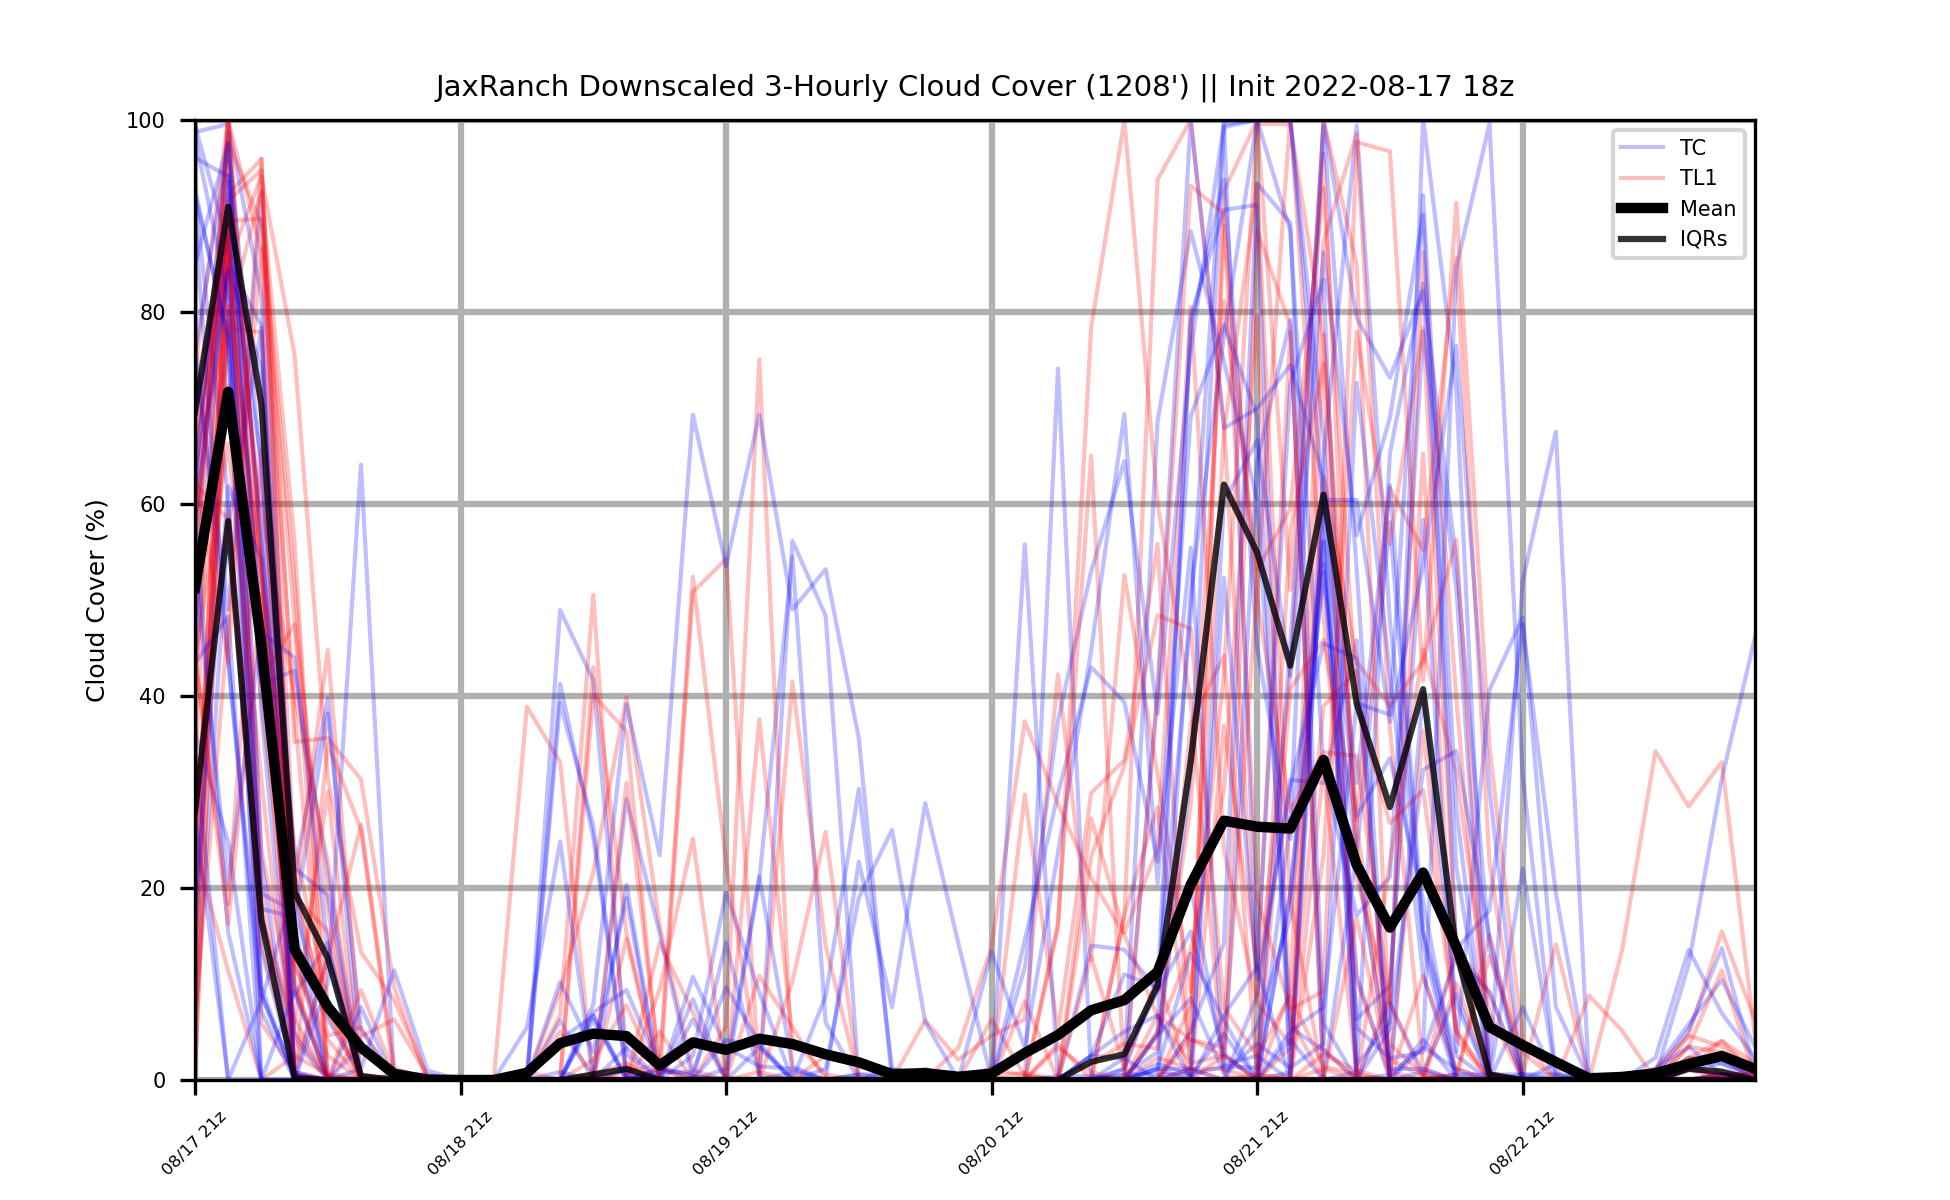 JaxRanch Downscaled 3-Hourly Cloud Cover (1208') || Init 2022-08-17 18z
100
80
60
40
20
0
Cloud Cover (%)
TC
TL1
Mean
IQRs
08/17 21z
08/18 21z
08/19 21z
08/20 21z
08/21 21z
08/22 21z